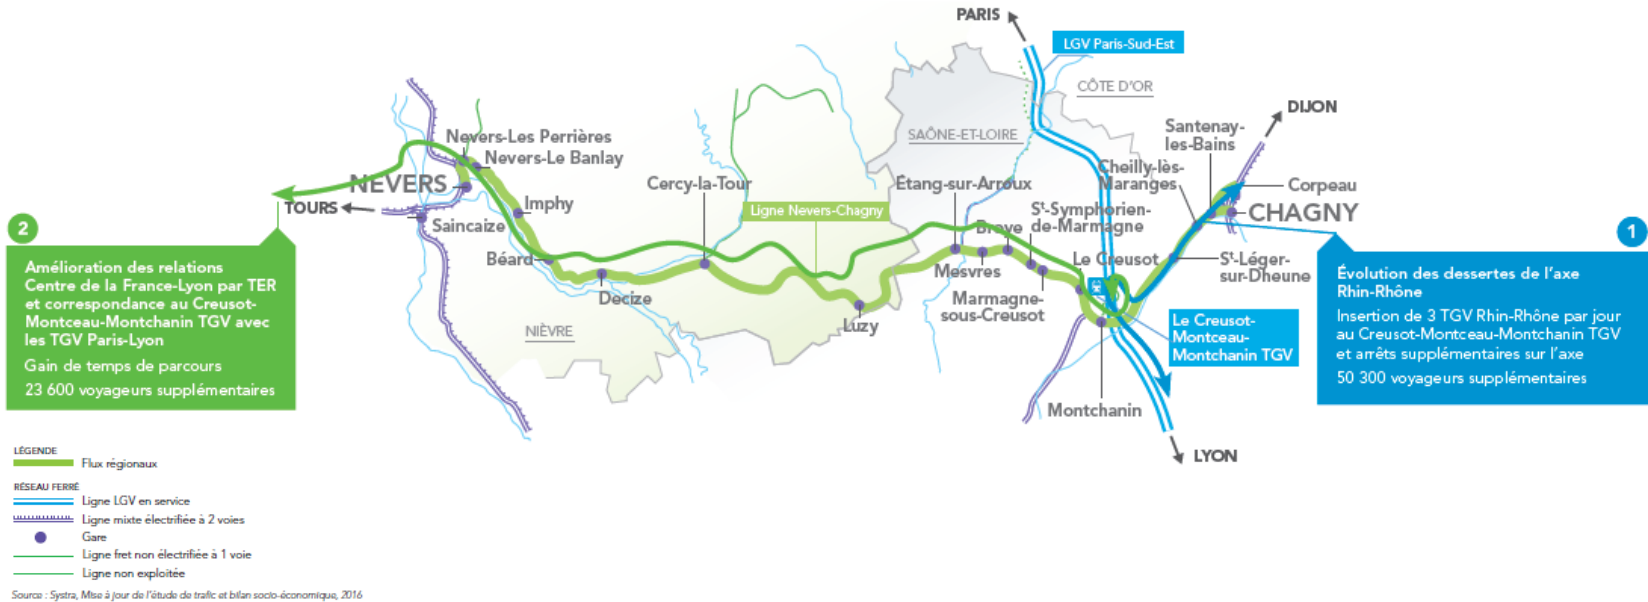 PARIS
LGV Paris-Sud-Est
CÔTE D'OR
DIJON
SAÔNE-ET-LOIRE
Santenay-
les-Bains
Nevers-Les Perrières
Nevers-Le Banlay
Cheilly-lès-
Maranges
NEVERS
Cercy-la-Tour
Étang-sur-Arroux
Corpeau
TOURS
Imphy
Ligne Nevers-Chagny
St-Symphorien-
de-Marmagne
CHAGNY
Saincaize
Broye
Béard
Mesvres
Le Creusot
St-Léger-
sur-Dheune
Decize
Marmagne-
sous-Creusot
Luzy
NIÈVRE
Le Creusot-
Montceau-
Montchanin TGV
Montchanin
LYON
2
Amélioration des relations
Centre de la France-Lyon par TER
et correspondance au Creusot-
Montceau-Montchanin TGV avec
les TGV Paris-Lyon
Gain de temps de parcours
23 600 voyageurs supplémentaires
1
Évolution des dessertes de l'axe
Rhin-Rhône
Insertion de 3 TGV Rhin-Rhône par jour
au Creusot-Montceau-Montchanin TGV
et arrêts supplémentaires sur l'axe
50 300 voyageurs supplémentaires
LÉGENDE
Flux régionaux
RÉSEAU FERRÉ
Ligne LGV en service
Ligne mixte électrifiée à 2 voies
Gare
Ligne fret non électrifiée à 1 voie
Ligne non exploitée
Source : Systra, Mise à jour de l'étude de trafic et bilan socio-économique, 2016